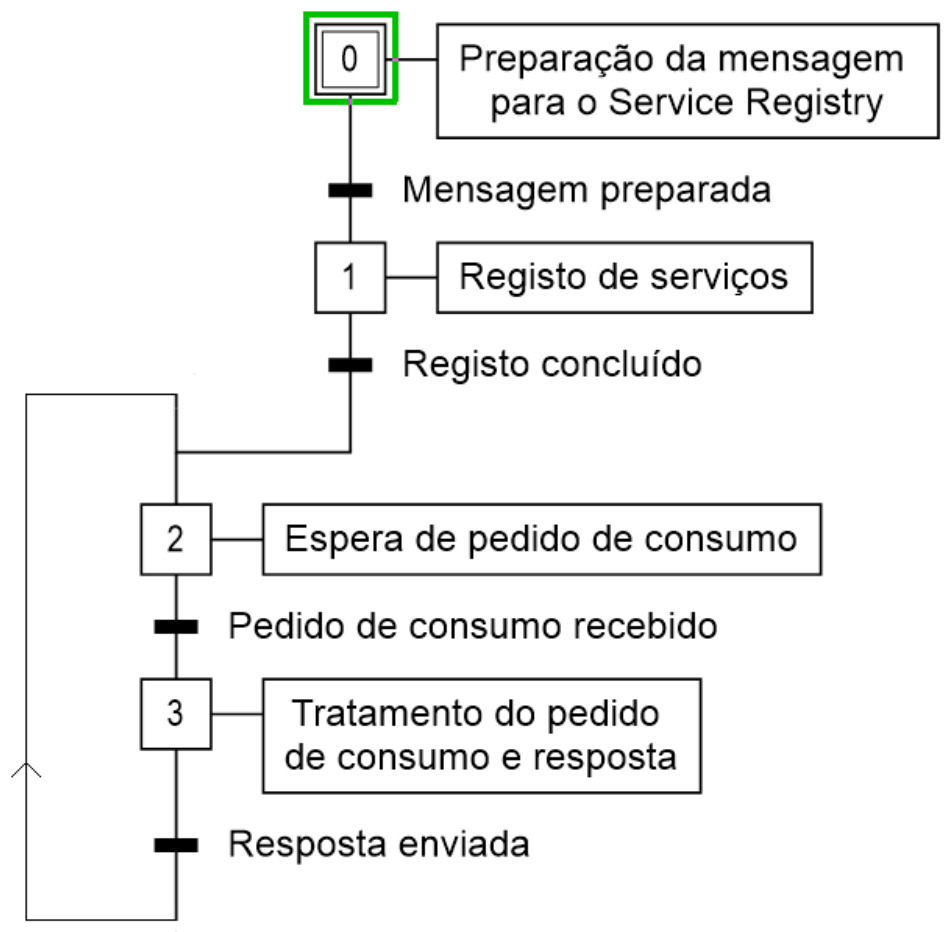 0
Preparação da mensagem
para o Service Registry
Mensagem preparada
1
Registo de serviços
Registo concluído
2
Espera de pedido de consumo
Pedido de consumo recebido
3
Tratamento do pedido
de consumo e resposta
Resposta enviada